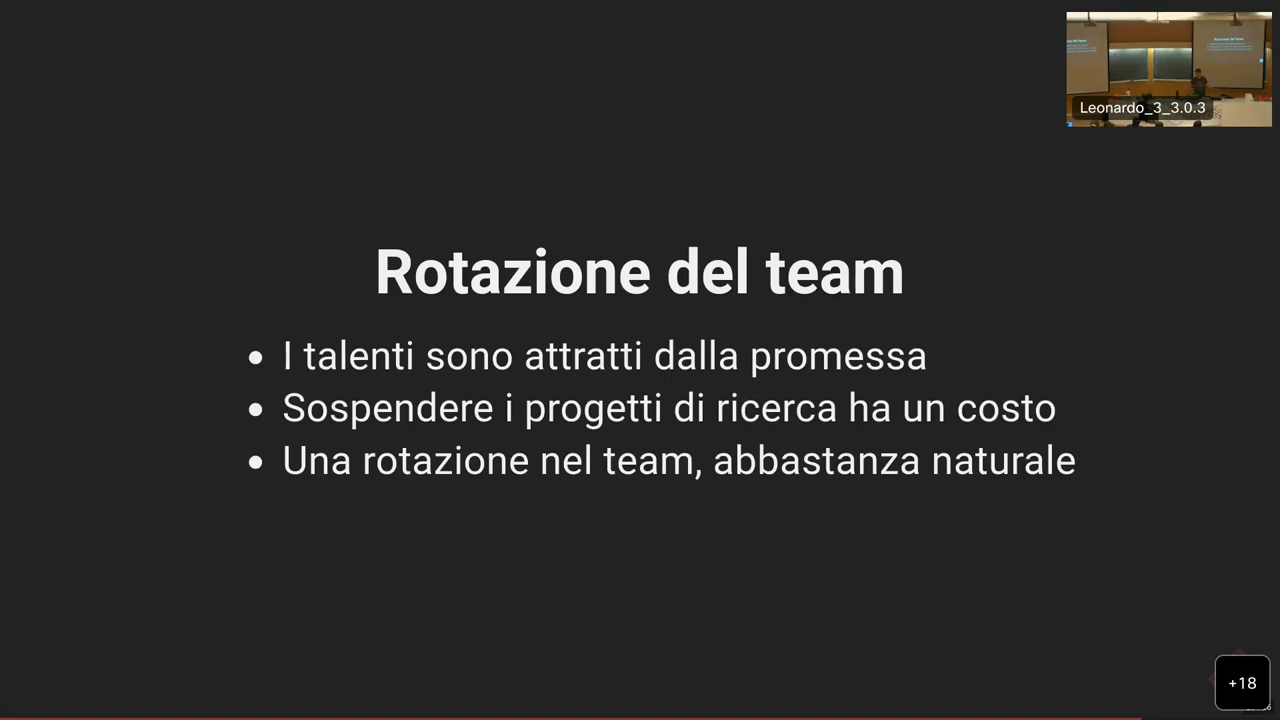 Leonardo_3_3.0.3
Rotazione del team
I talenti sono attratti dalla promessa
Sospendere i progetti di ricerca ha un costo
Una rotazione nel team, abbastanza naturale
+18